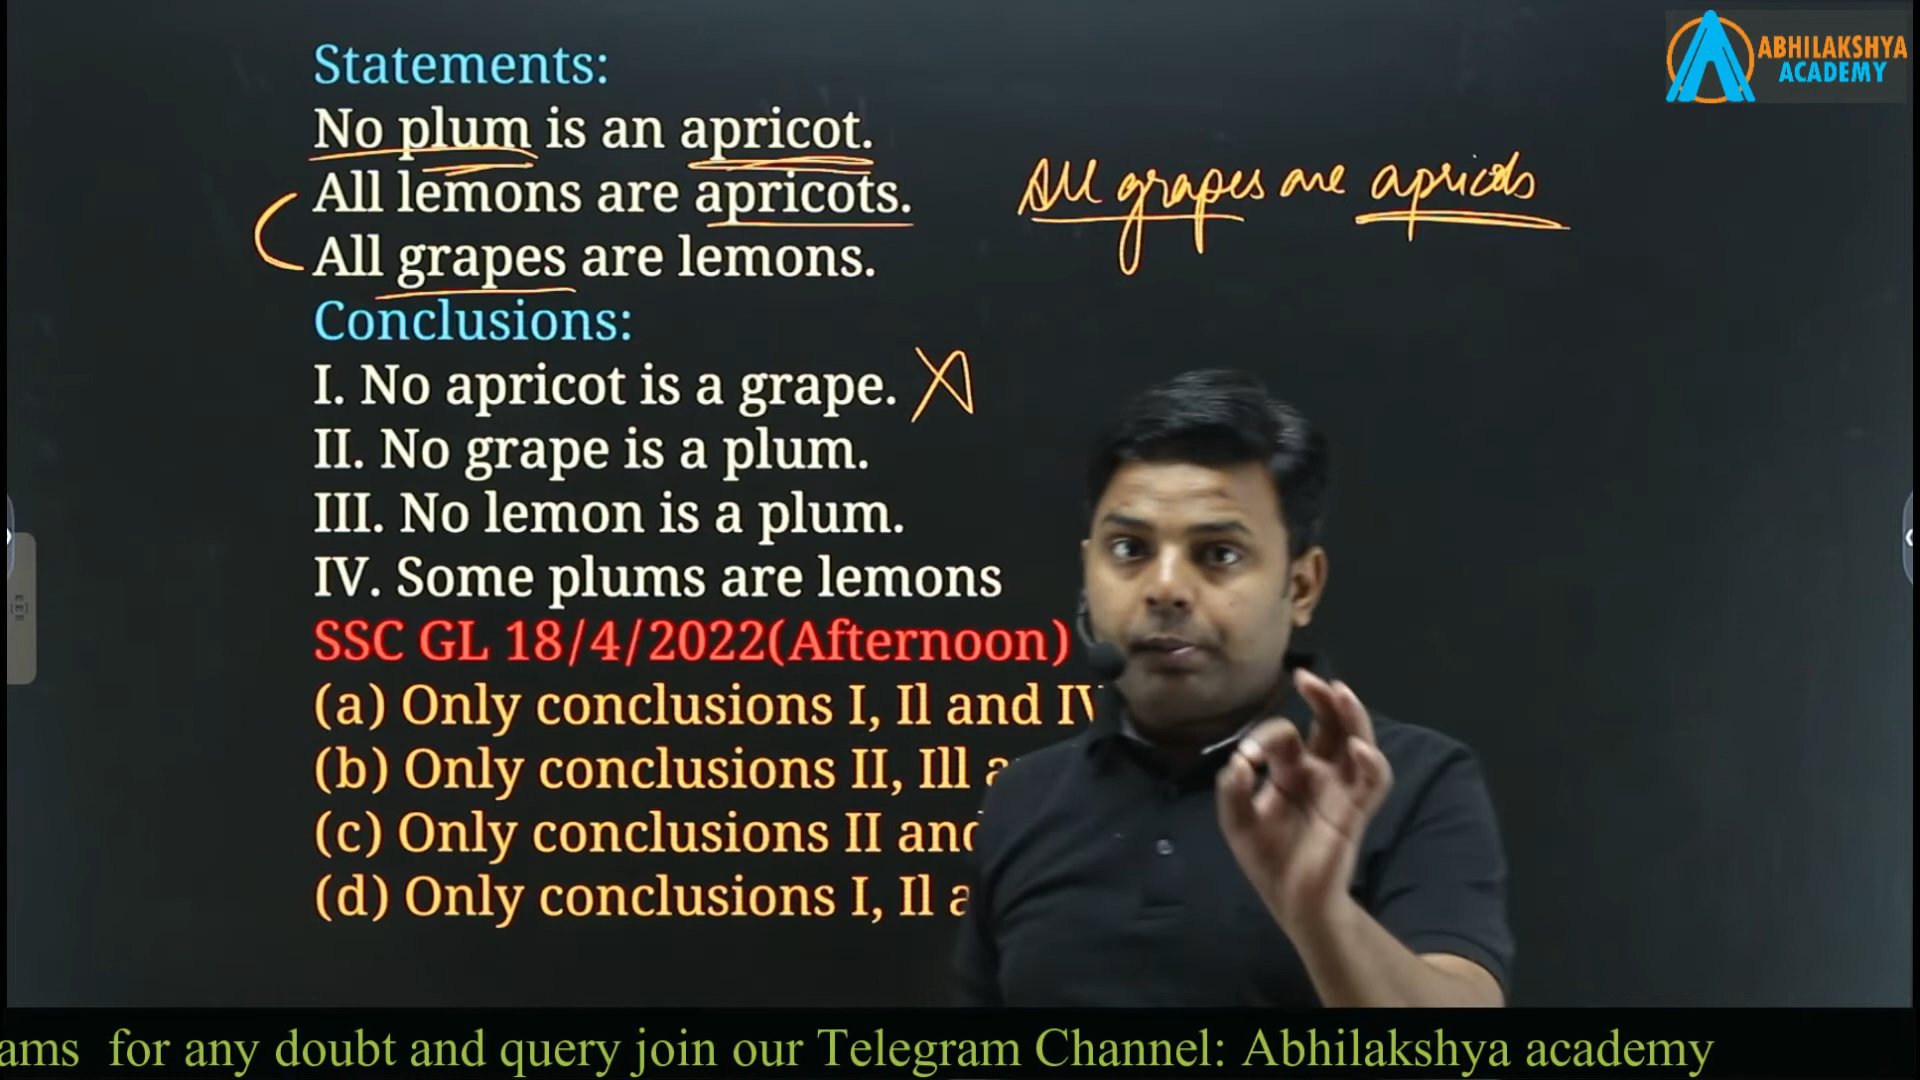 ABHILAKSHYA
ACADEMY
Statements:
No plum is an apricot.
All lemons are apricots.
All grapes are apricots
All grapes are lemons.
Conclusions:
I. No apricot is a grape.
II. No grape is a plum.
III. No lemon is a plum.
IV. Some plums are lemons
SSC GL 18/4/2022(Afternoon)
(a) Only conclusions I, Il and IV
(b) Only conclusions II, Ill
(c) Only conclusions II and
(d) Only conclusions I, Il
for any doubt and query join our Telegram Channel: Abhilakshya academy